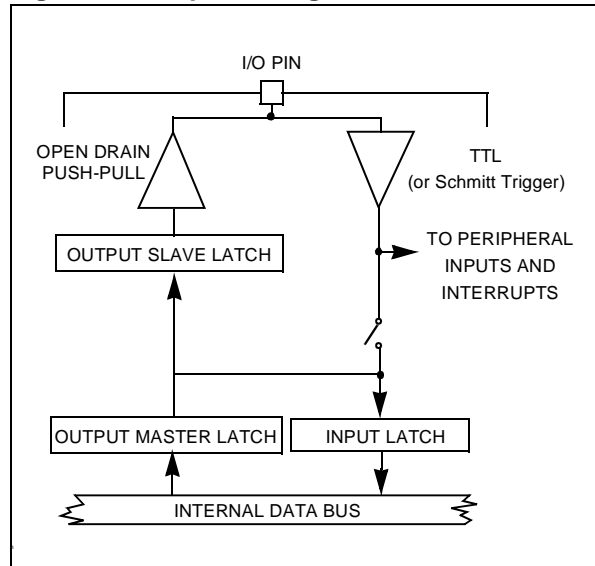 I/O PIN
OPEN DRAIN
PUSH-PULL
TTL
(or Schmitt Trigger)
OUTPUT SLAVE LATCH
TO PERIPHERAL
INPUTS AND
INTERRUPTS
OUTPUT MASTER LATCH
INPUT LATCH
INTERNAL DATA BUS